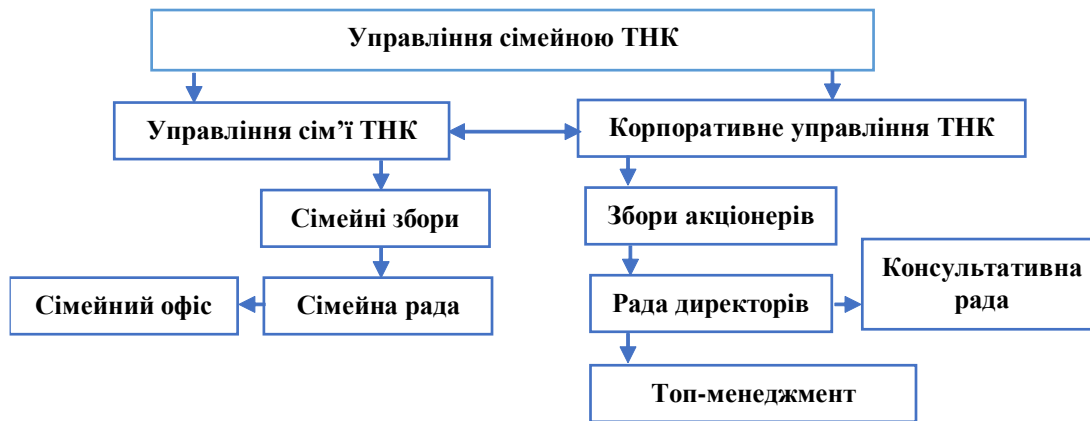 Управління сімейною ТНК
Управління сім’ї ТНК
Корпоративне управління ТНК
Сімейні збори
Збори акціонерів
Консультативна
рада
Сімейний офіс
Сімейна рада
Рада директорів
Топ-менеджмент